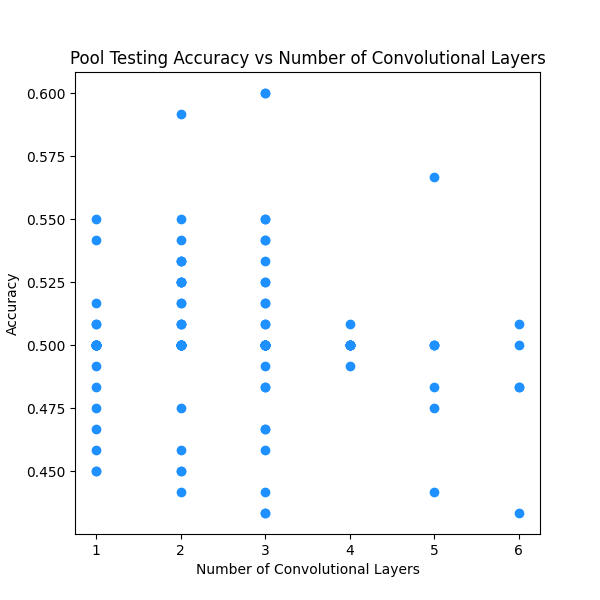 Pool Testing Accuracy vs Number of Convolutional Layers
0.600
0.575
0.550
0.525
0.500
0.475
0.450
Accuracy
1 2 3 4 5 6
Number of Convolutional Layers